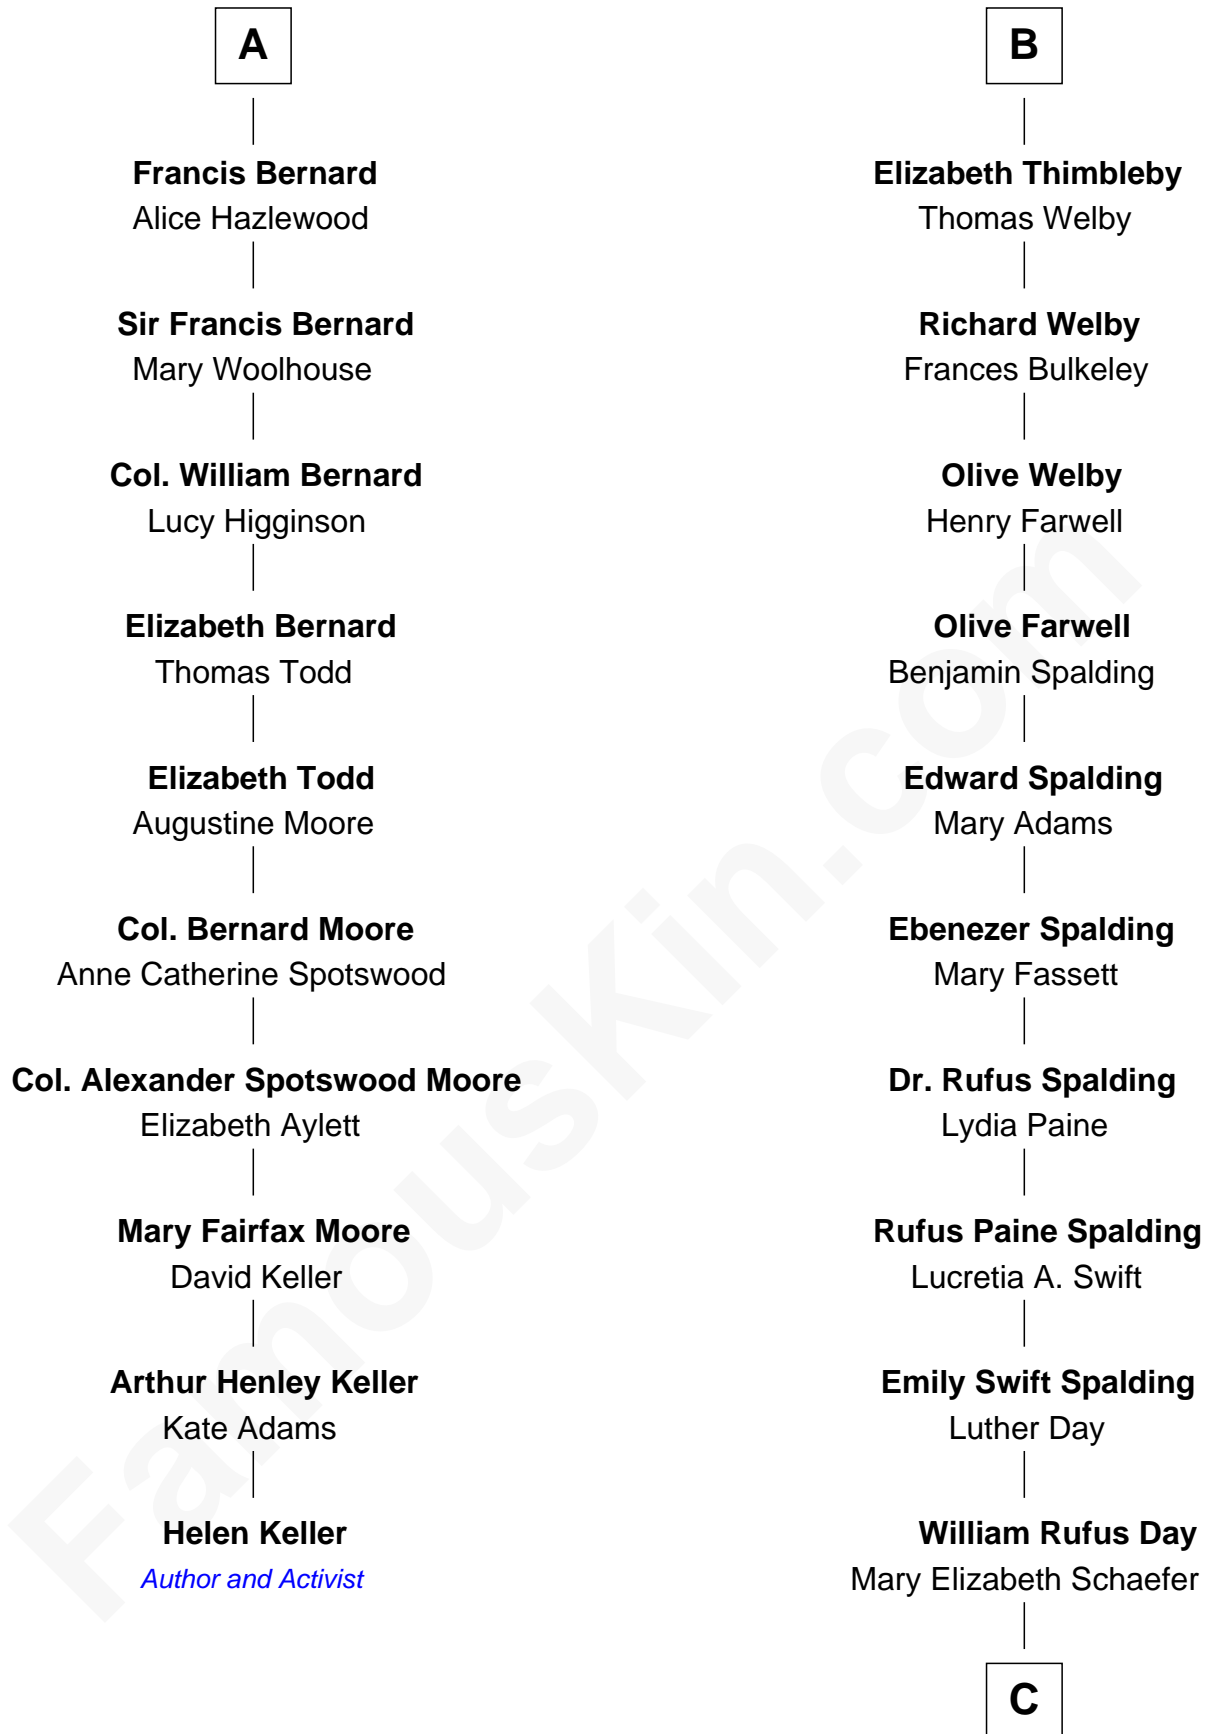 A
Francis Bernard
Alice Hazlewood
Sir Francis Bernard
Mary Woolhouse
Col. William Bernard
Lucy Higginson
Elizabeth Bernard
Thomas Todd
Elizabeth Todd
Augustine Moore
Col. Bernard Moore
Anne Catherine Spotswood
Col. Alexander Spotswood Moore
Elizabeth Aylett
Mary Fairfax Moore
David Keller
Arthur Henley Keller
Kate Adams
Helen Keller
Author and Activist
B
Elizabeth Thimbleby
Thomas Welby
Richard Welby
Frances Bulkeley
Olive Welby
Henry Farwell
Olive Farwell
Benjamin Spalding
Edward Spalding
Mary Adams
Ebenezer Spalding
Mary Fassett
Dr. Rufus Spalding
Lydia Paine
Rufus Paine Spalding
Lucretia A. Swift
Emily Swift Spalding
Luther Day
William Rufus Day
Mary Elizabeth Schaefer
C
FamousKin.com